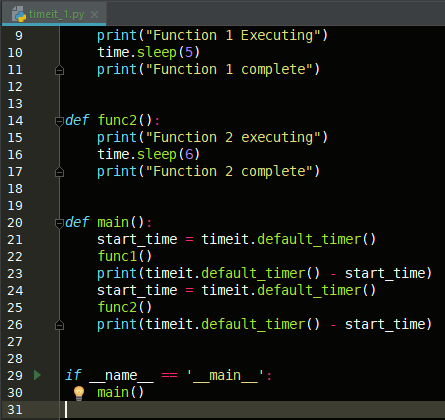 timeit_1.py
9 print("Function 1 Executing")
10 time.sleep(5)
11 print("Function 1 complete")
12
13
14 def func2():
15 print("Function 2 executing")
16 time.sleep(6)
17 print("Function 2 complete")
18
19
20 def main():
21 start_time = timeit.default_timer()
22 func1()
23 print(timeit.default_timer() - start_time)
24 start_time = timeit.default_timer()
25 func2()
26 print(timeit.default_timer() - start_time)
27
28
29 if __name__ == '__main__':
30 main()
31